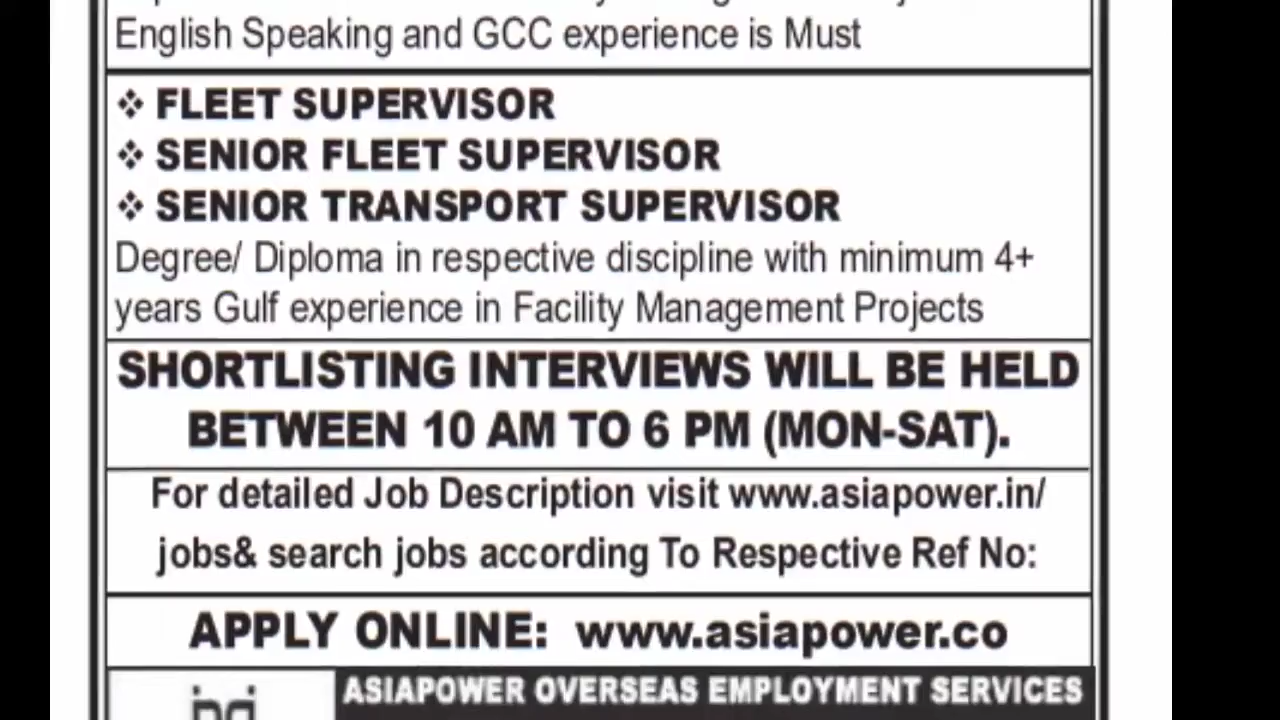 English Speaking and GCC experience is Must
❖ FLEET SUPERVISOR
❖ SENIOR FLEET SUPERVISOR
❖ SENIOR TRANSPORT SUPERVISOR
Degree/ Diploma in respective discipline with minimum 4+
years Gulf experience in Facility Management Projects
SHORTLISTING INTERVIEWS WILL BE HELD
BETWEEN 10 AM TO 6 PM (MON-SAT).
For detailed Job Description visit www.asiapower.in/
jobs& search jobs according To Respective Ref No:
APPLY ONLINE: www.asiapower.co
ASIAPOWER OVERSEAS EMPLOYMENT SERVICES